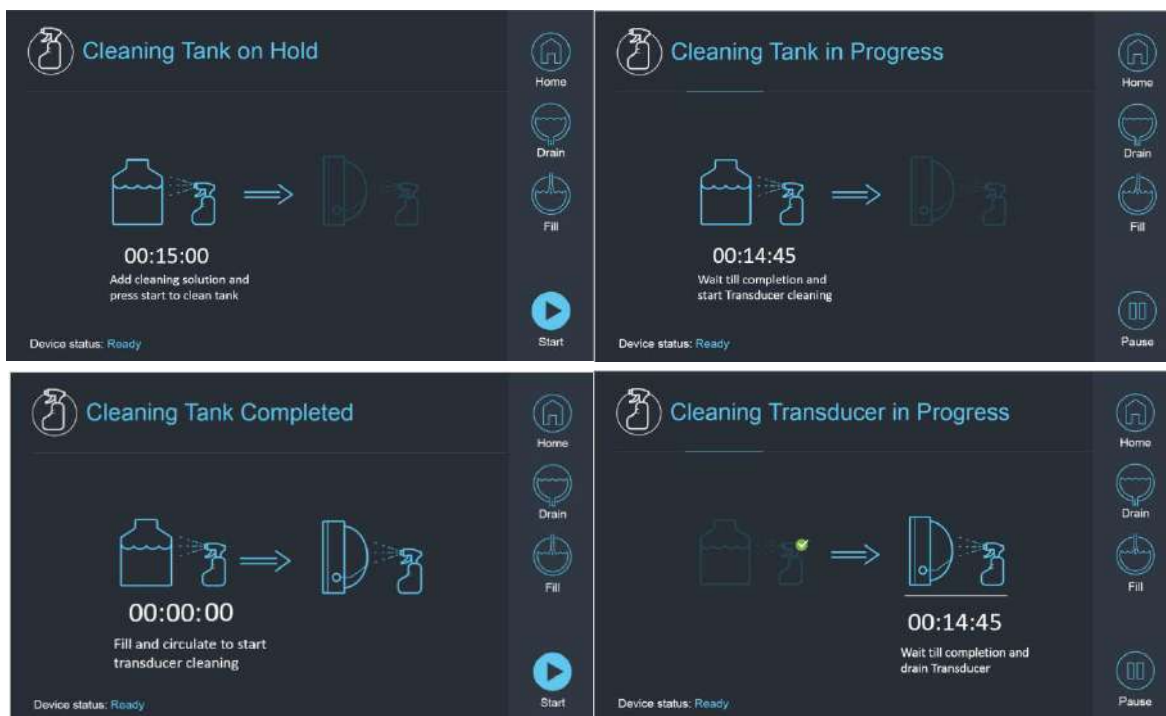 Cleaning Tank on Hold
Home
Drain
Fill
00:15:00
Add cleaning solution and
press start to clean tank
Start
Device status: Ready
Cleaning Tank in Progress
Home
Drain
Fill
00:14:45
Wait till completion and
start Transducer cleaning
Pause
Device status: Ready
Cleaning Tank Completed
Home
Drain
Fill
00:00:00
Fill and circulate to start
transducer cleaning
Start
Device status: Ready
Cleaning Transducer in Progress
Home
Drain
Fill
00:14:45
Wait till completion and
drain Transducer
Pause
Device status: Ready